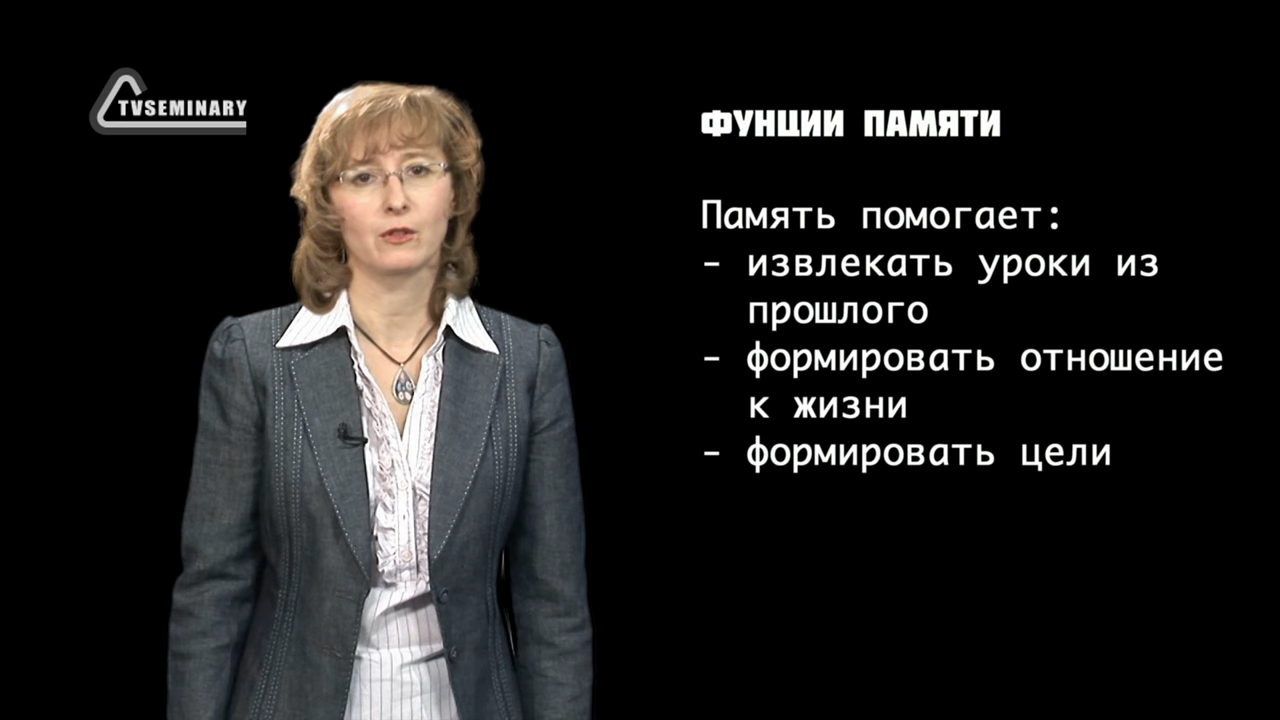 TVSEMINARY
ФУНЦИИ ПАМЯТИ
Память помогает:
- извлекать уроки из
прошлого
- формировать отношение
к жизни
- формировать цели